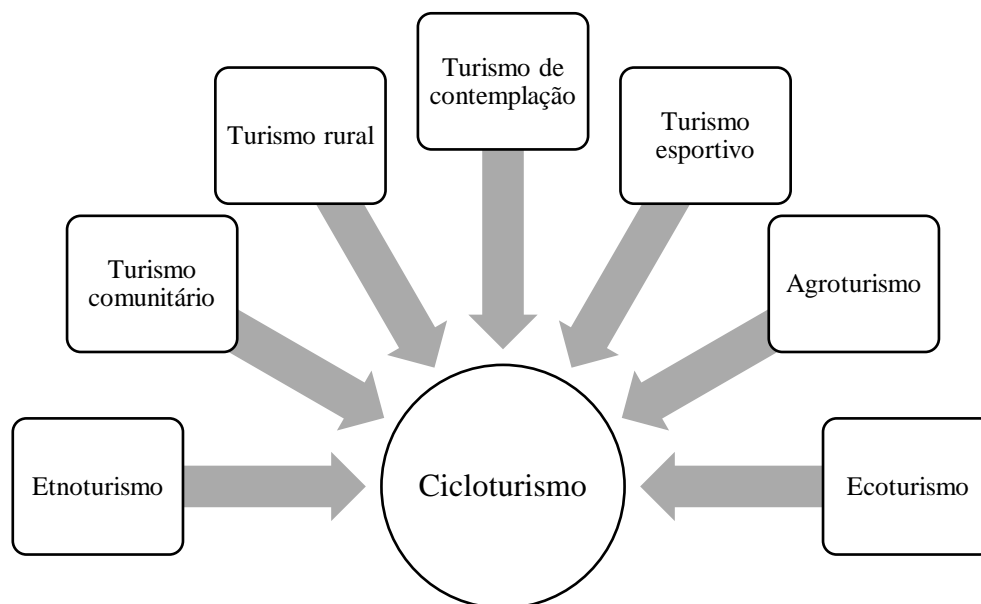 Turismo de
contemplação
Turismo rural
Turismo
esportivo
Turismo
comunitário
Agroturismo
Etnoturismo
Cicloturismo
Ecoturismo